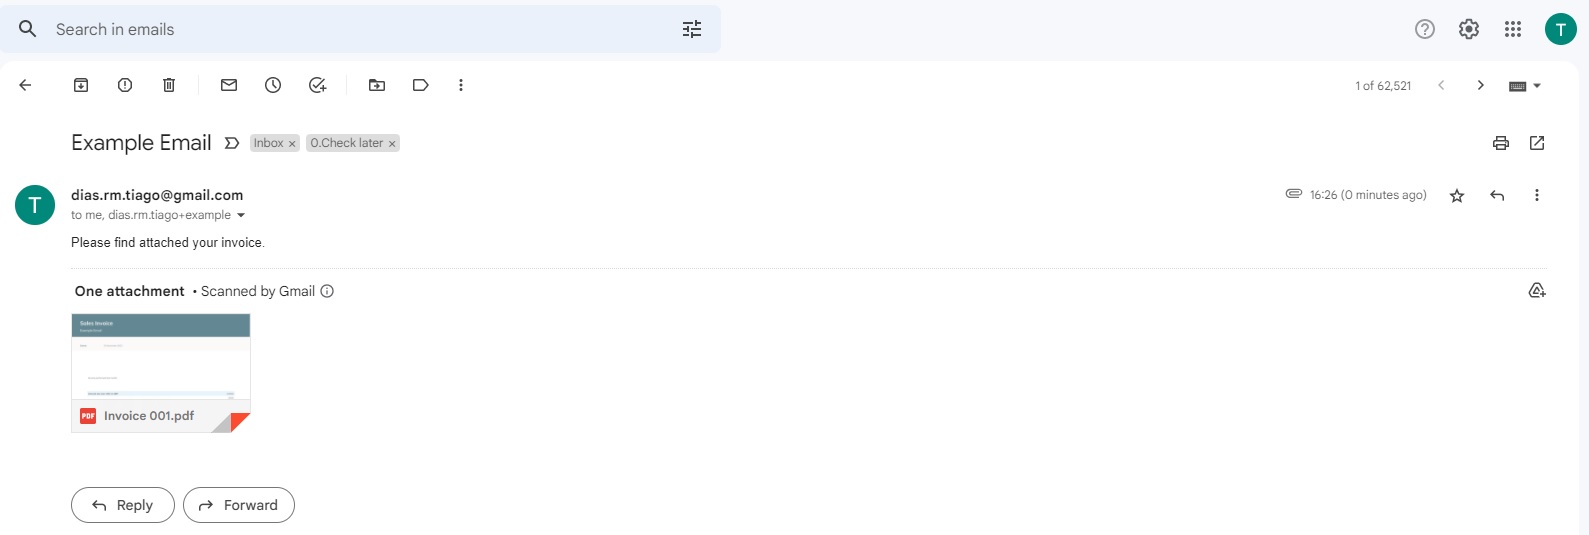 Search in emails
T
1 of 62,521
Example Email Inbox × 0.Check later ×
T
dias.rm.tiago@gmail.com 16:26 (0 minutes ago)
to me, dias.rm.tiago+example
Please find attached your invoice.
One attachment • Scanned by Gmail
Sales Invoice
PDF Invoice 001.pdf
Reply Forward